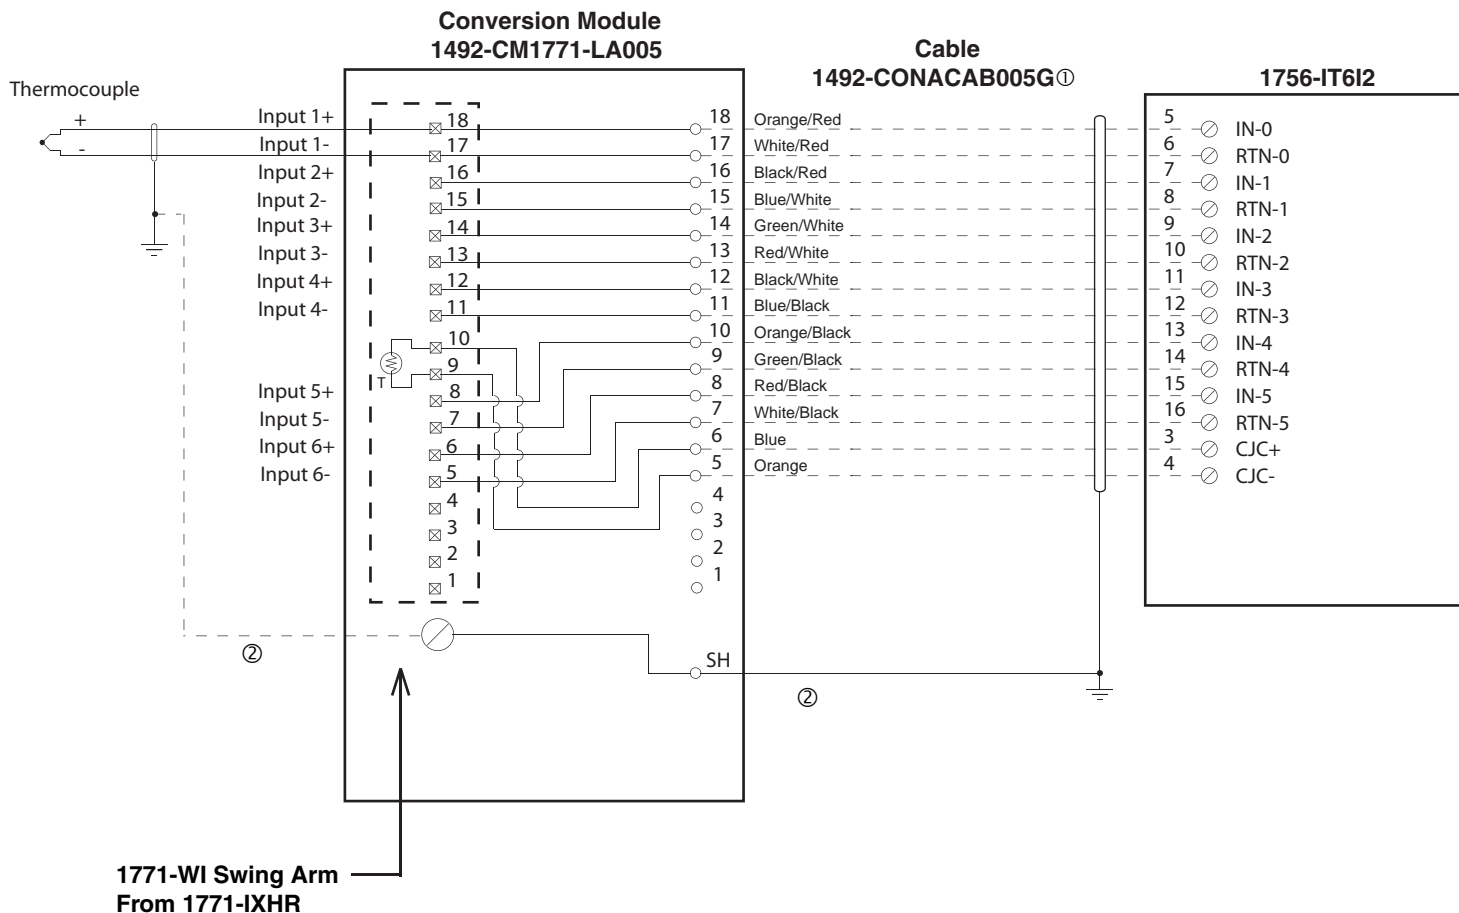 Conversion Module
1492-CM1771-LA005
Cable
1492-CONACAB005G①
1756-IT6I2
Thermocouple
+
-
Input 1+
Input 1-
Input 2+
Input 2-
Input 3+
Input 3-
Input 4+
Input 4-
Input 5+
Input 5-
Input 6+
Input 6-
18
17
16
15
14
13
12
11
10
9
8
7
6
5
4
3
2
1
T
18
17
16
15
14
13
12
11
10
9
8
7
6
5
4
3
2
1
SH
Orange/Red
White/Red
Black/Red
Blue/White
Green/White
Red/White
Black/White
Blue/Black
Orange/Black
Green/Black
Red/Black
White/Black
Blue
Orange
5 IN-0
6 RTN-0
7 IN-1
8 RTN-1
9 IN-2
10 RTN-2
11 IN-3
12 RTN-3
13 IN-4
14 RTN-4
15 IN-5
16 RTN-5
3 CJC+
4 CJC-
②
②
1771-WI Swing Arm
From 1771-IXHR